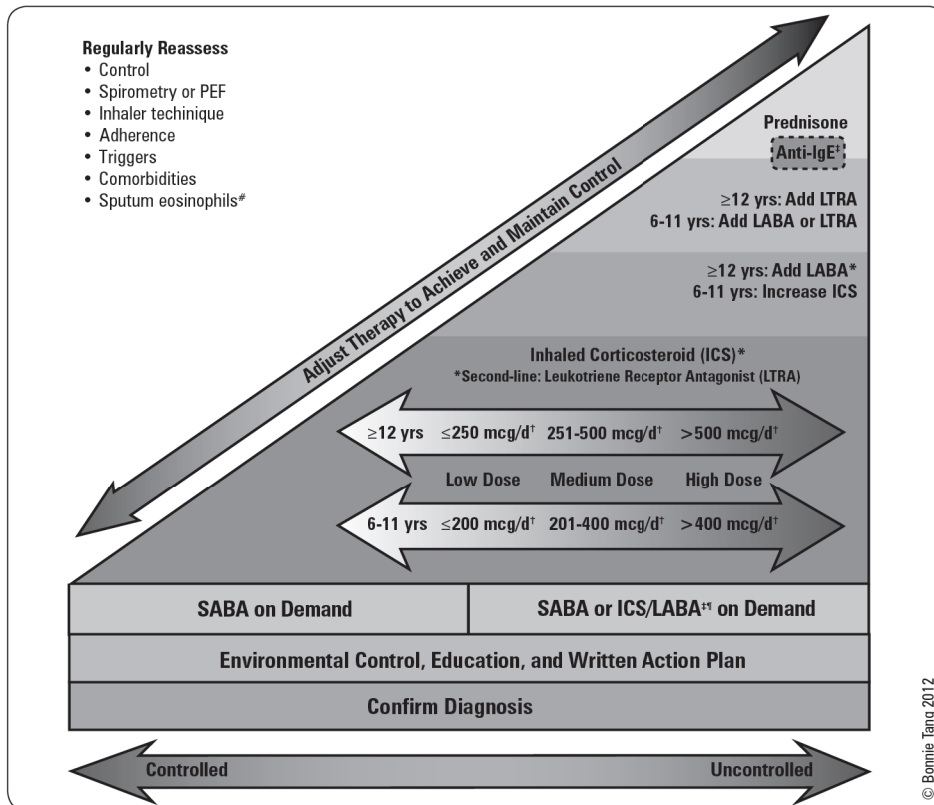 Regularly Reassess
• Control
• Spirometry or PEF
• Inhaler techinique
• Adherence
• Triggers
• Comorbidities
• Sputum eosinophils#
Adjust Therapy to Achieve and Maintain Control
Prednisone
Anti-IgE‡
≥12 yrs: Add LTRA
6-11 yrs: Add LABA or LTRA
≥12 yrs: Add LABA*
6-11 yrs: Increase ICS
Inhaled Corticosteroid (ICS)*
*Second-line: Leukotriene Receptor Antagonist (LTRA)
≥12 yrs ≤250 mcg/d† 251-500 mcg/d† >500 mcg/d†
Low Dose Medium Dose High Dose
6-11 yrs ≤200 mcg/d† 201-400 mcg/d† >400 mcg/d†
SABA on Demand
SABA or ICS/LABA‡¶ on Demand
Environmental Control, Education, and Written Action Plan
Confirm Diagnosis
Controlled
Uncontrolled
© Bonnie Tang 2012